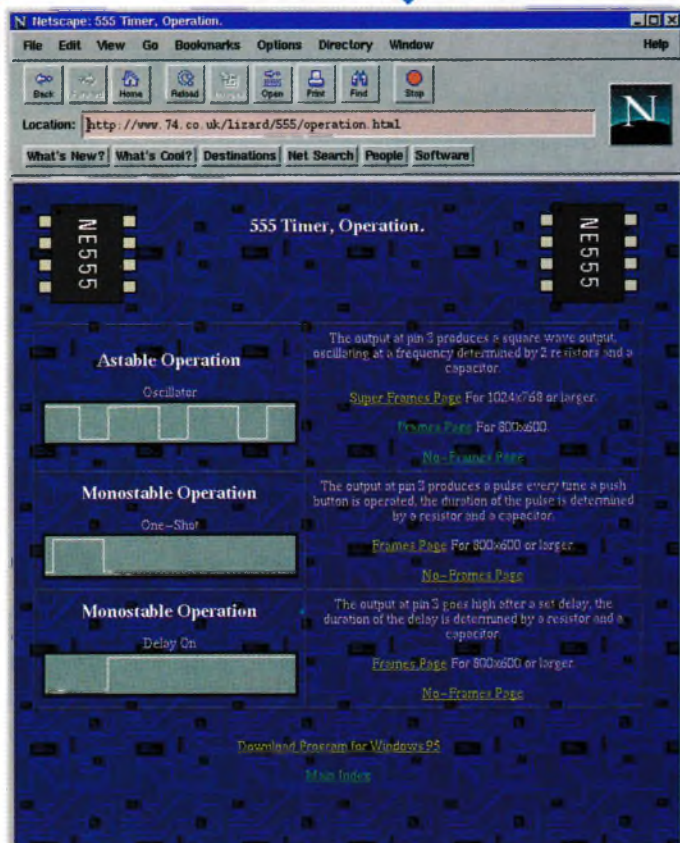 Netscape: 555 Timer, Operation.
File Edit View Go Bookmarks Options Directory Window Help
Back Forward Home Reload Images Open Print Find Stop
Location: http://www.74.co.uk/lizard/555/operation.html
N
What's New? What's Cool? Destinations Net Search People Software
NE555
555 Timer, Operation.
NE555
Astable Operation
Oscillator
The output at pin 3 produces a square wave output,
oscillating at a frequency determined by 2 resistors and a
capacitor.
Super Frames Page For 1024x768 or larger.
Frames Page For 800x600.
No-Frames Page
Monostable Operation
One-Shot
The output at pin 3 produces a pulse every time a push
button is operated, the duration of the pulse is determined
by a resistor and a capacitor.
Frames Page For 800x600 or larger.
No-Frames Page
Monostable Operation
Delay On
The output at pin 3 goes high after a set delay, the
duration of the delay is determined by a resistor and a
capacitor.
Frames Page For 800x600 or larger.
No-Frames Page
Download Program for Windows 95
Main Index